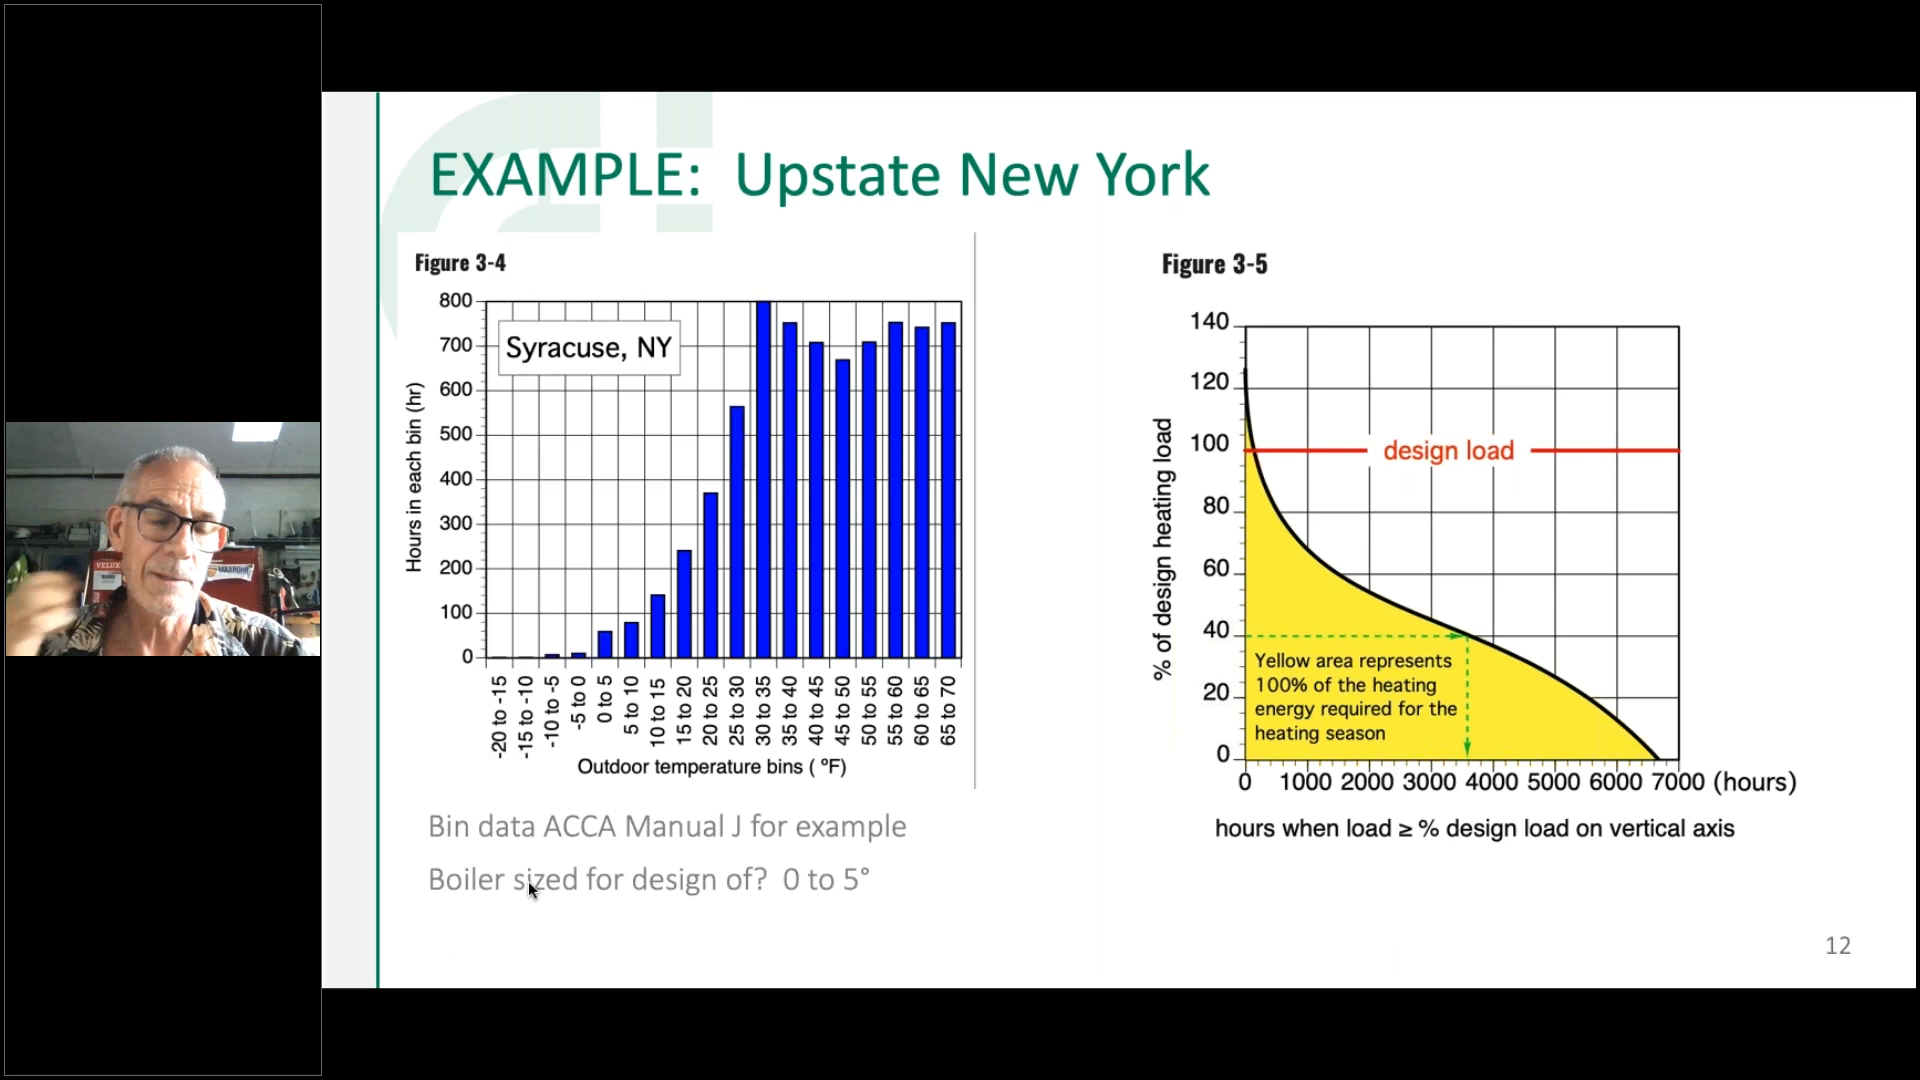 EXAMPLE: Upstate New York
Figure 3-4
800
700
600
500
400
300
200
100
0
Hours in each bin (hr)
Syracuse, NY
-20 to -15
-15 to -10
-10 to -5
-5 to 0
0 to 5
5 to 10
10 to 15
15 to 20
20 to 25
25 to 30
30 to 35
35 to 40
40 to 45
45 to 50
50 to 55
55 to 60
60 to 65
65 to 70
Outdoor temperature bins ( °F)
Bin data ACCA Manual J for example
Boiler sized for design of? 0 to 5°
Figure 3-5
140
120
100
80
60
40
20
0
% of design heating load
design load
Yellow area represents
100% of the heating
energy required for the
heating season
0 1000 2000 3000 4000 5000 6000 7000 (hours)
hours when load ≥ % design load on vertical axis
12
VELUX
MAXROHR